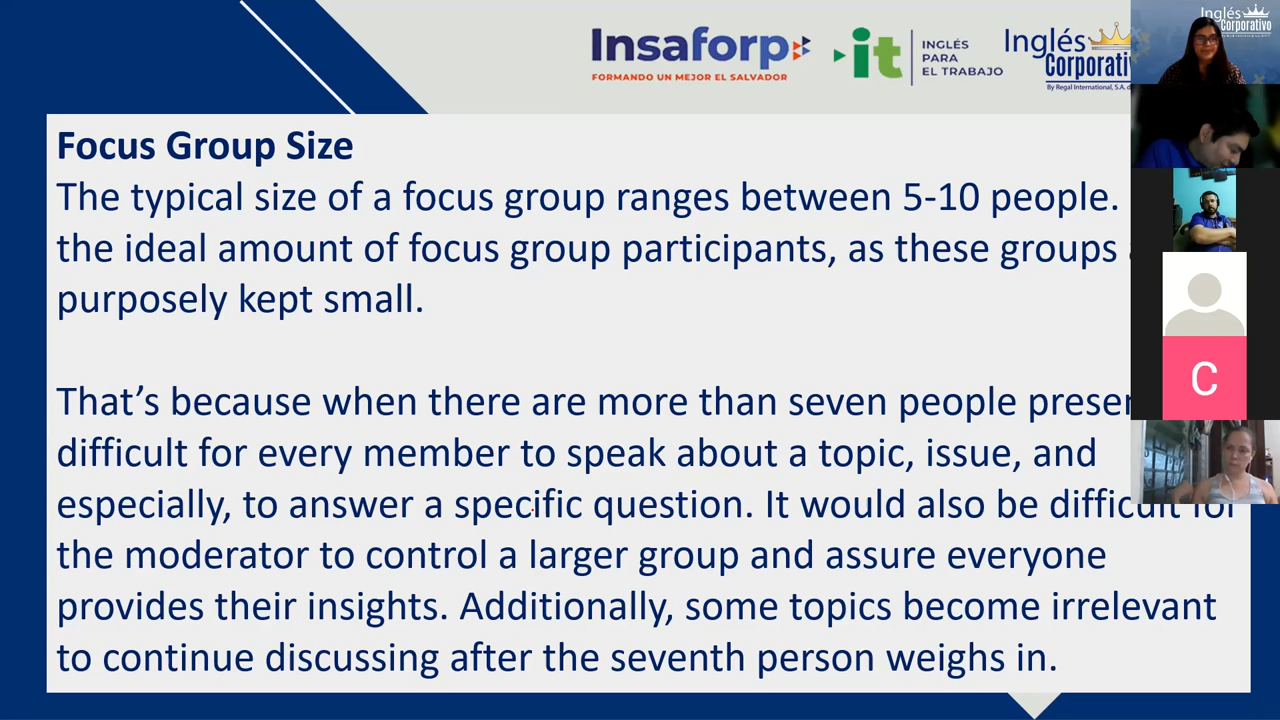 Insaforp
FORMANDO UN MEJOR EL SALVADOR
it
INGLÉS
PARA
EL TRABAJO
Inglés
Corporativo
By Regal International, S.A. d
Inglés
Corporativo
Focus Group Size
The typical size of a focus group ranges between 5-10 people.
the ideal amount of focus group participants, as these groups
purposely kept small.
That’s because when there are more than seven people presen
difficult for every member to speak about a topic, issue, and
especially, to answer a specific question. It would also be difficult for
the moderator to control a larger group and assure everyone
provides their insights. Additionally, some topics become irrelevant
to continue discussing after the seventh person weighs in.
C